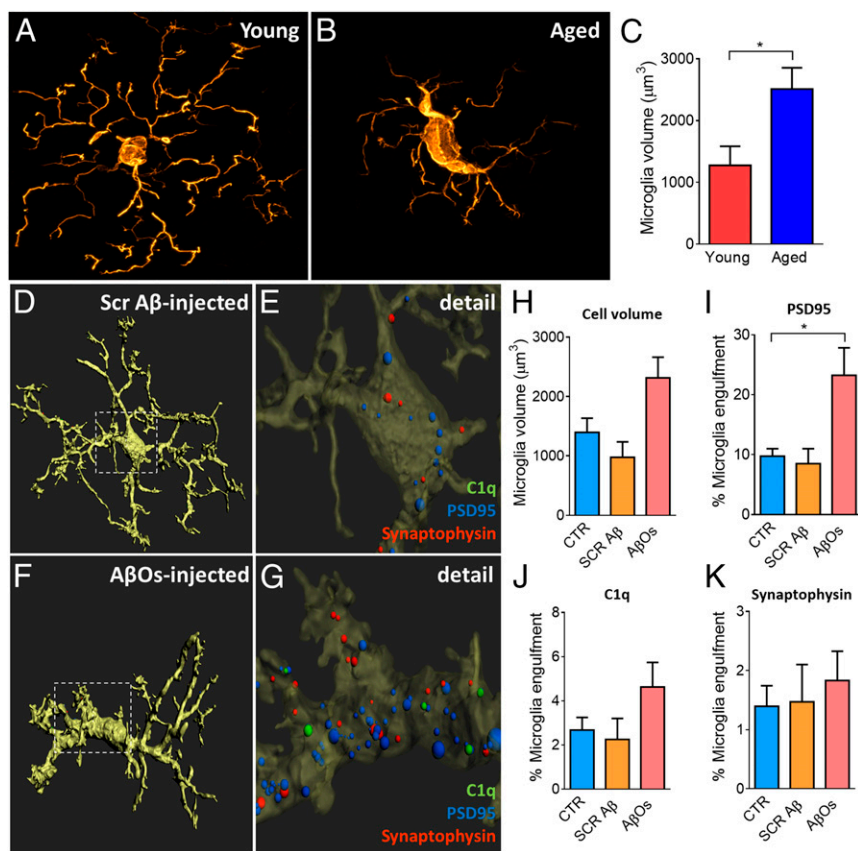 A
Young
B
Aged
C
Microglia volume (μm³)
3000
2000
1000
0
*
Young
Aged
D
Scr Aβ-injected
E
detail
C1q
PSD95
Synaptophysin
F
AβOs-injected
G
detail
C1q
PSD95
Synaptophysin
H
Cell volume
Microglia volume (μm³)
3000
2000
1000
0
CTR
SCR Aβ
AβOs
I
PSD95
% Microglia engulfment
30
20
10
0
*
CTR
SCR Aβ
AβOs
J
C1q
% Microglia engulfment
8
6
4
2
0
CTR
SCR Aβ
AβOs
K
Synaptophysin
% Microglia engulfment
3
2
1
0
CTR
SCR Aβ
AβOs